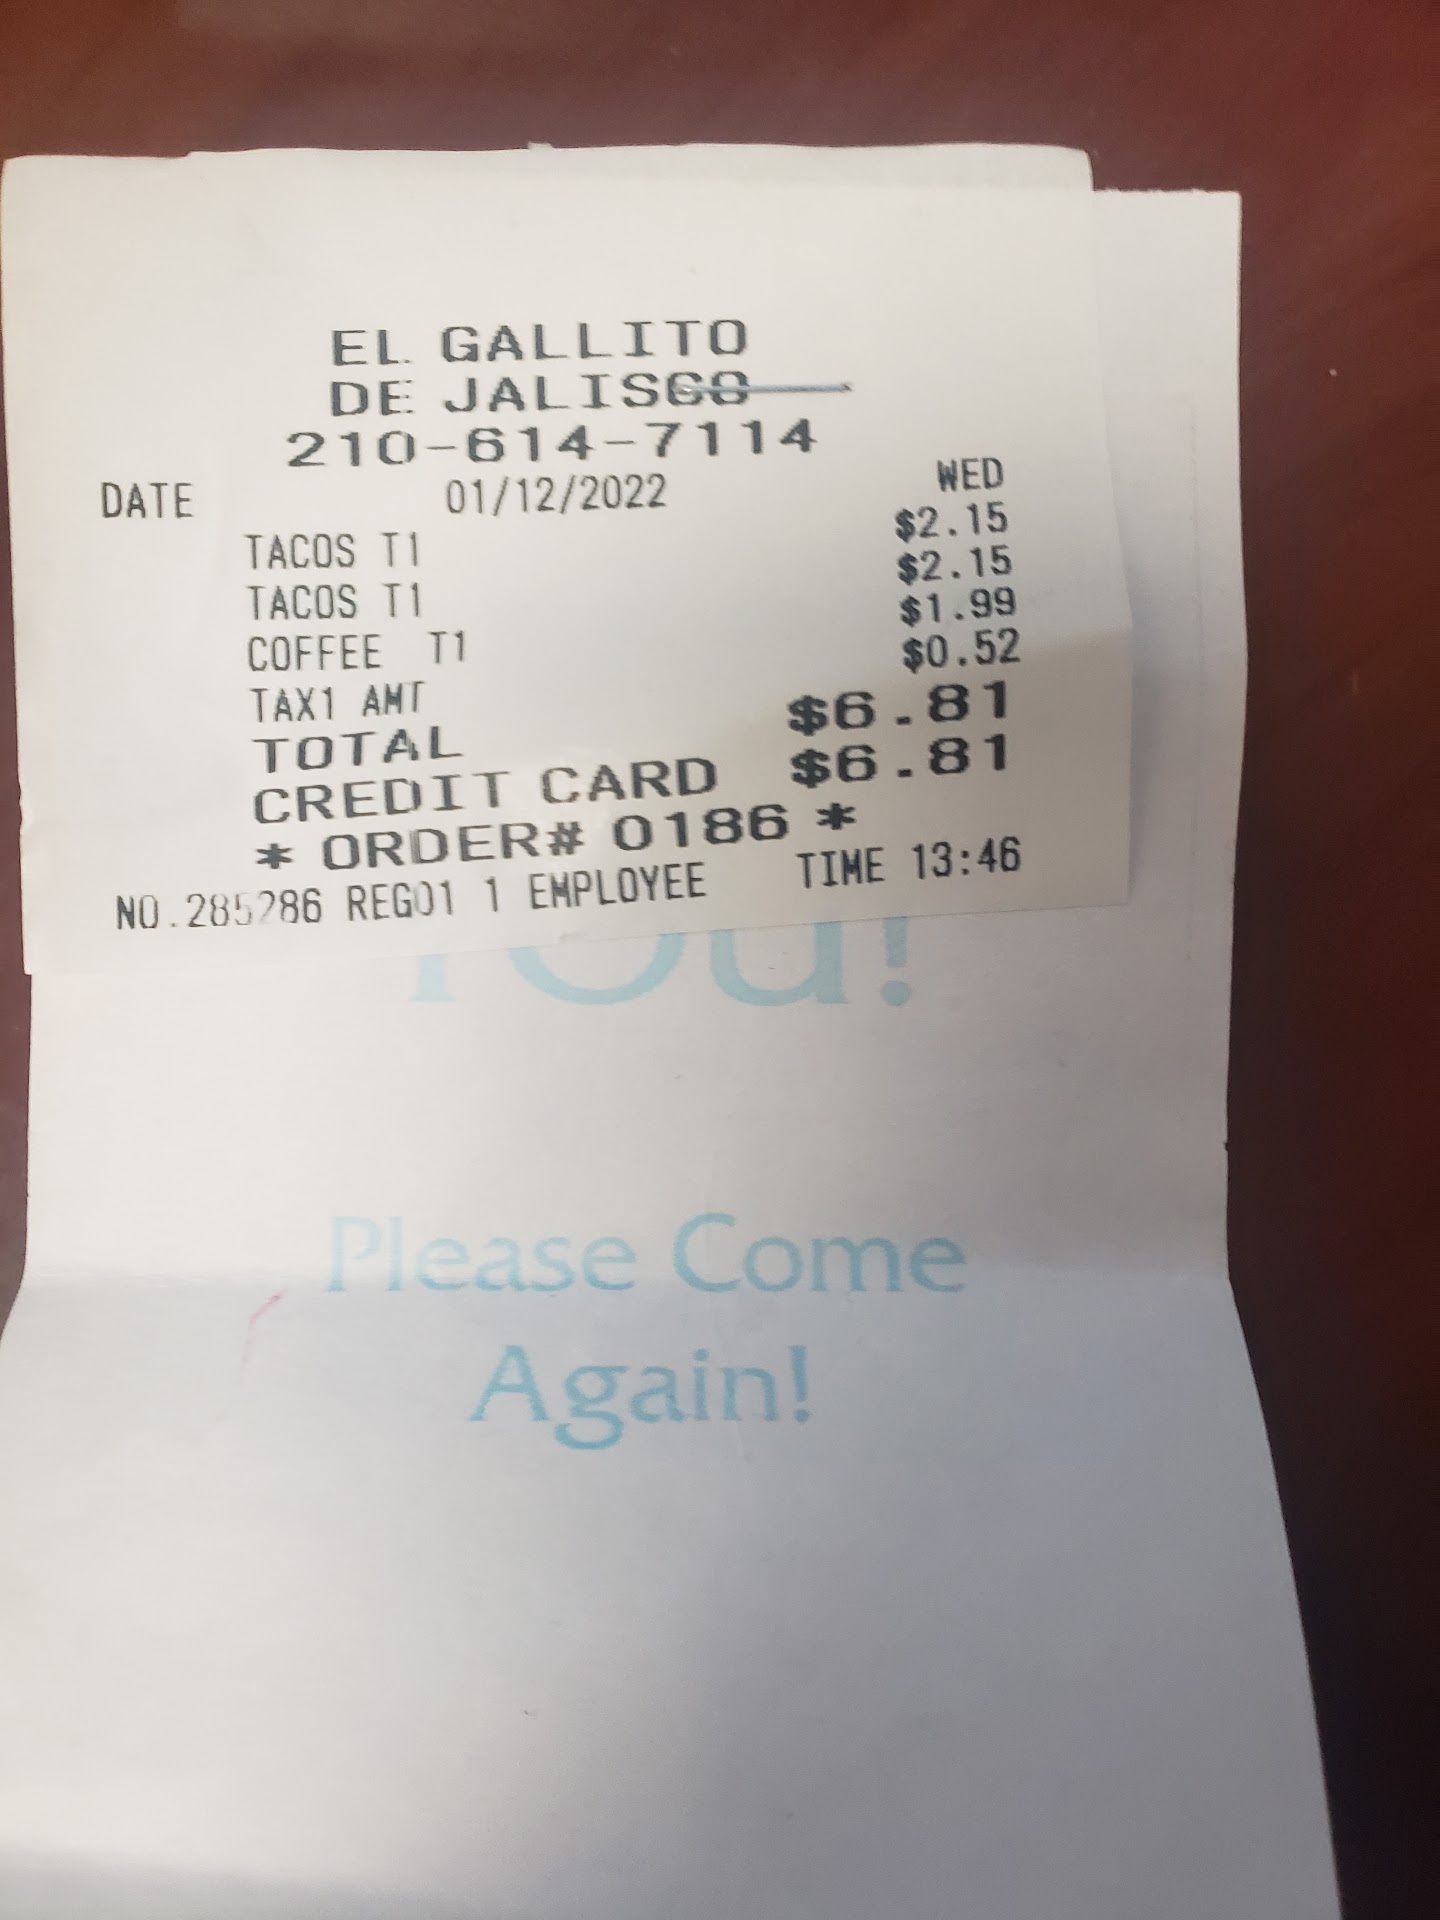 EL GALLITO
DE JALISCO
210-614-7114
DATE 01/12/2022 WED
TACOS T1 $2.15
TACOS T1 $2.15
COFFEE T1 $1.99
TAX1 AMT $0.52
TOTAL $6.81
CREDIT CARD $6.81
* ORDER# 0186 *
NO.285286 REG01 1 EMPLOYEE TIME 13:46
You!
Please Come
Again!